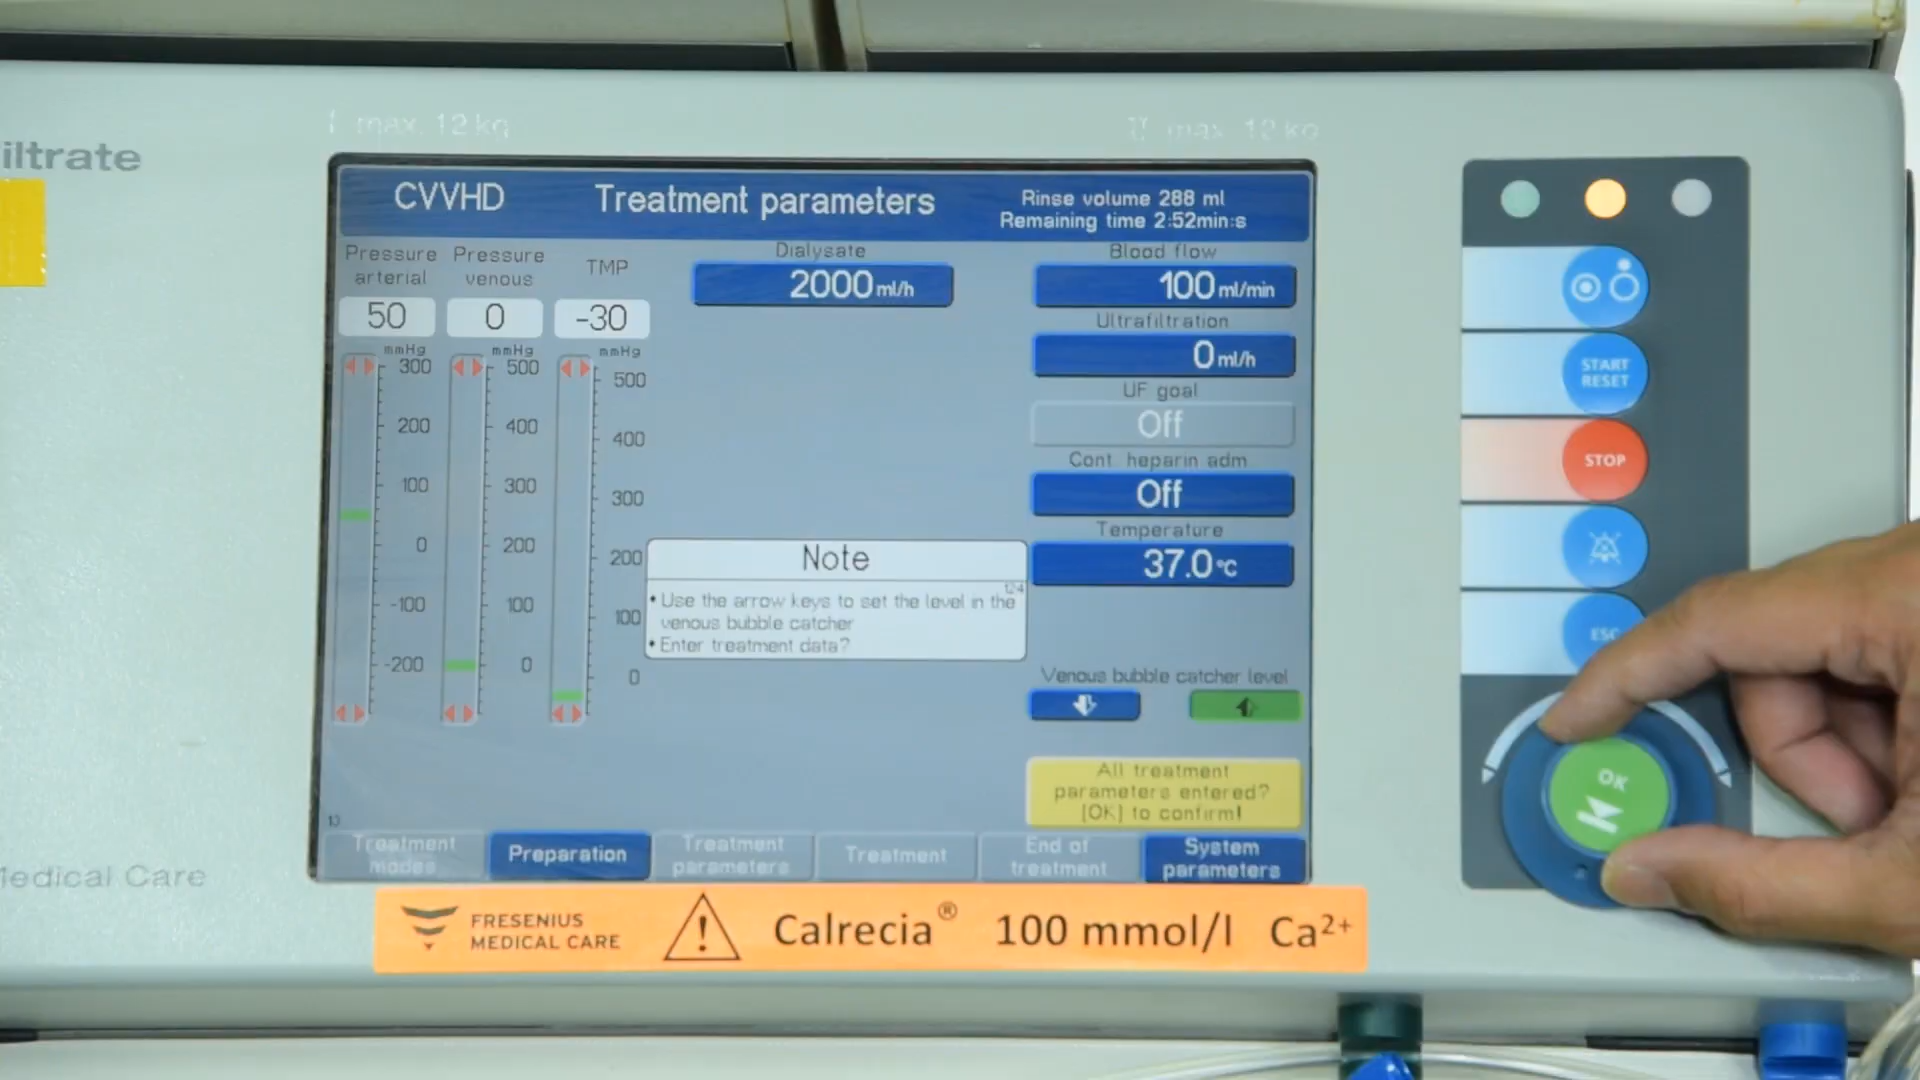 I max. 12 kg
II max. 12 kg
iltrate
CVVHD
Treatment parameters
Rinse volume 288 ml
Remaining time 2:52min:s
Pressure arterial
Pressure venous
TMP
50
0
-30
mmHg
mmHg
mmHg
300
200
100
0
-100
-200
500
400
300
200
100
0
500
400
300
200
100
0
Dialysate
2000 ml/h
Blood flow
100 ml/min
Ultrafiltration
0 ml/h
UF goal
Off
Cont. heparin adm
Off
Temperature
37.0 °C
Note
124
• Use the arrow keys to set the level in the
venous bubble catcher
• Enter treatment data?
Venous bubble catcher level
All treatment
parameters entered?
[OK] to confirm!
Treatment modes
Preparation
Treatment parameters
Treatment
End of treatment
System parameters
START
RESET
STOP
ESC
OK
Medical Care
FRESENIUS
MEDICAL CARE
Calrecia® 100 mmol/l Ca²⁺